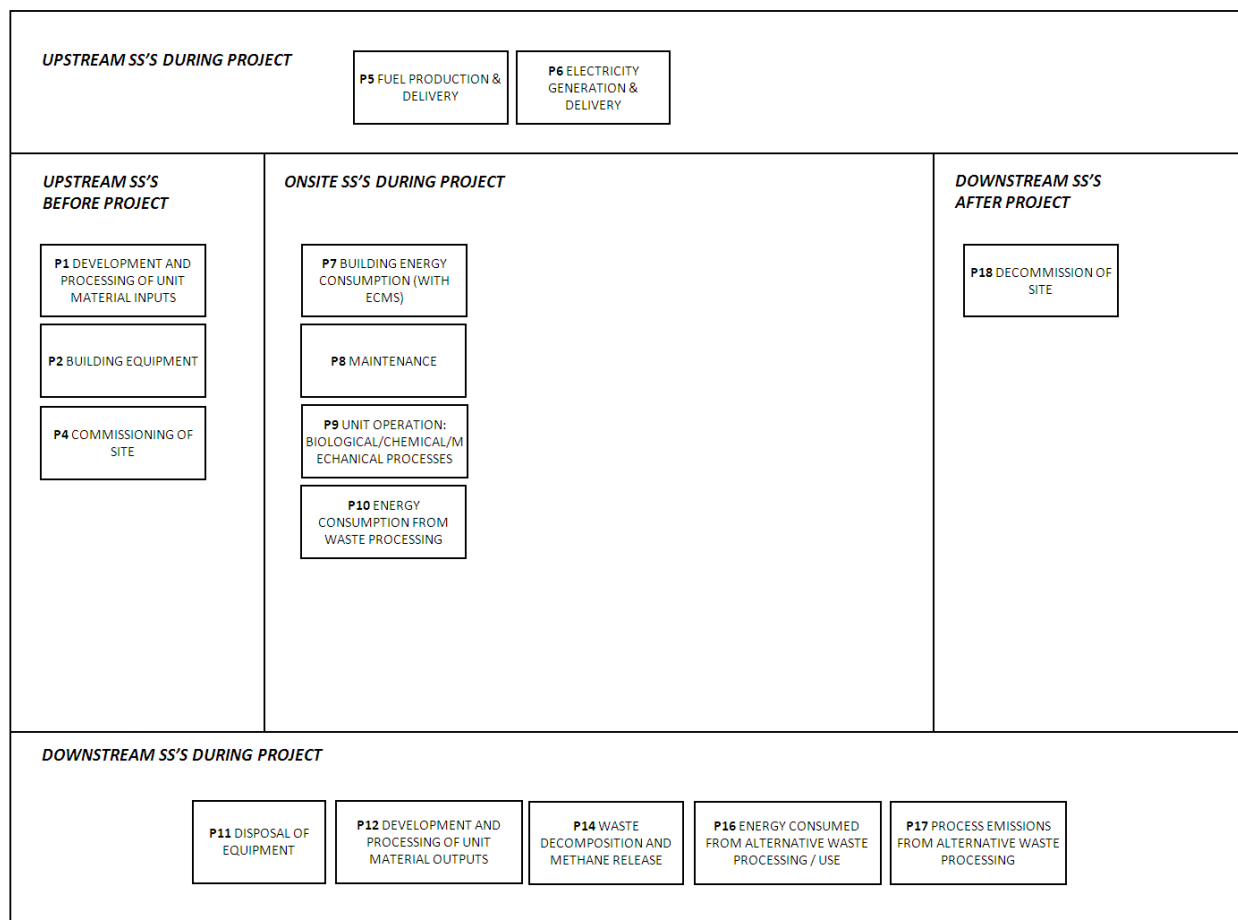 UPSTREAM SS'S DURING PROJECT
P5 FUEL PRODUCTION &
DELIVERY
P6 ELECTRICITY
GENERATION &
DELIVERY
UPSTREAM SS'S
BEFORE PROJECT
P1 DEVELOPMENT AND
PROCESSING OF UNIT
MATERIAL INPUTS
P2 BUILDING EQUIPMENT
P4 COMMISSIONING OF
SITE
ONSITE SS'S DURING PROJECT
P7 BUILDING ENERGY
CONSUMPTION (WITH
ECMS)
P8 MAINTENANCE
P9 UNIT OPERATION:
BIOLOGICAL/CHEMICAL/M
ECHANICAL PROCESSES
P10 ENERGY
CONSUMPTION FROM
WASTE PROCESSING
DOWNSTREAM SS'S
AFTER PROJECT
P18 DECOMMISSION OF
SITE
DOWNSTREAM SS'S DURING PROJECT
P11 DISPOSAL OF
EQUIPMENT
P12 DEVELOPMENT AND
PROCESSING OF UNIT
MATERIAL OUTPUTS
P14 WASTE
DECOMPOSITION AND
METHANE RELEASE
P16 ENERGY CONSUMED
FROM ALTERNATIVE WASTE
PROCESSING / USE
P17 PROCESS EMISSIONS
FROM ALTERNATIVE WASTE
PROCESSING